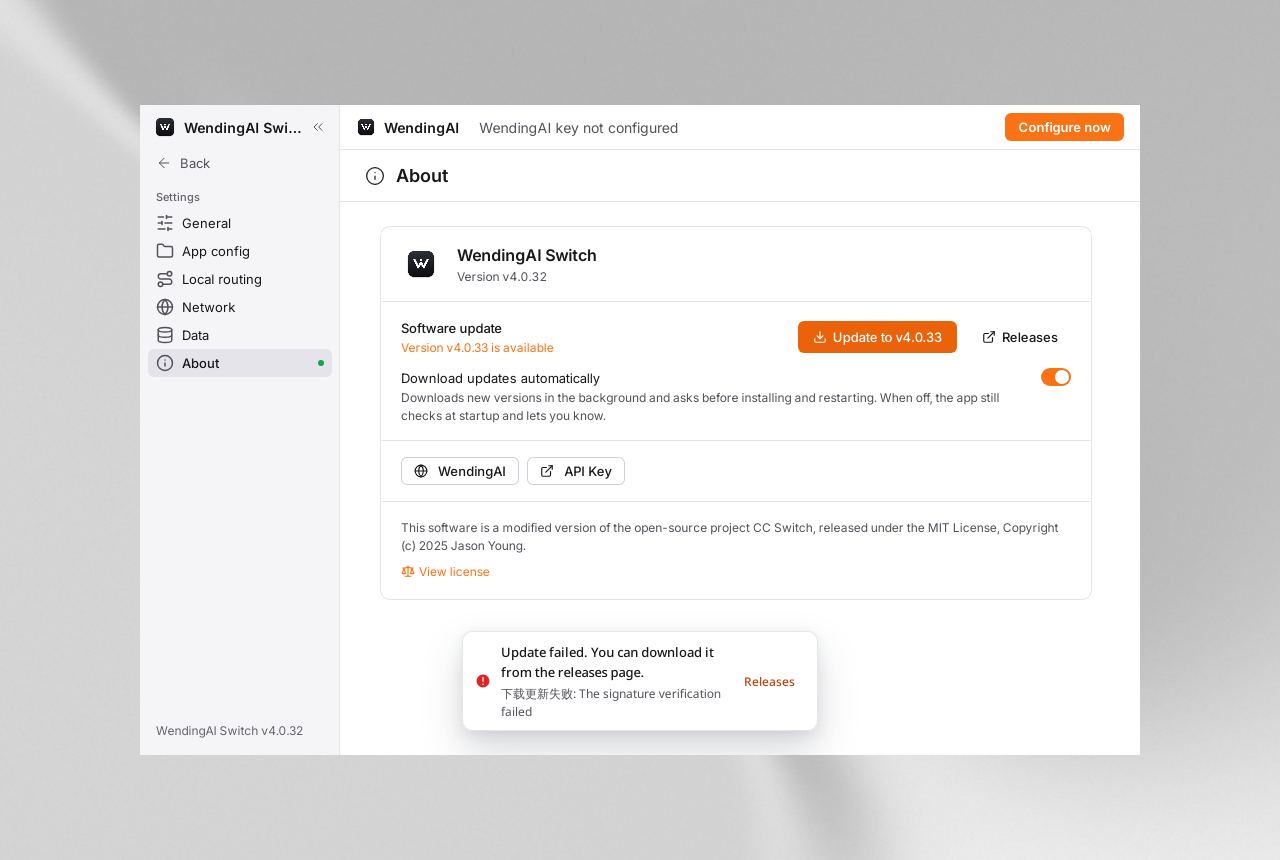 WendingAI Swi...
Back
Settings
General
App config
Local routing
Network
Data
About
WendingAI Switch v4.0.32
WendingAI
WendingAI key not configured
Configure now
About
WendingAI Switch
Version v4.0.32
Software update
Version v4.0.33 is available
Update to v4.0.33
Releases
Download updates automatically
Downloads new versions in the background and asks before installing and restarting. When off, the app still
checks at startup and lets you know.
WendingAI
API Key
This software is a modified version of the open-source project CC Switch, released under the MIT License, Copyright
(c) 2025 Jason Young.
View license
Update failed. You can download it
from the releases page.
下载更新失败: The signature verification
failed
Releases